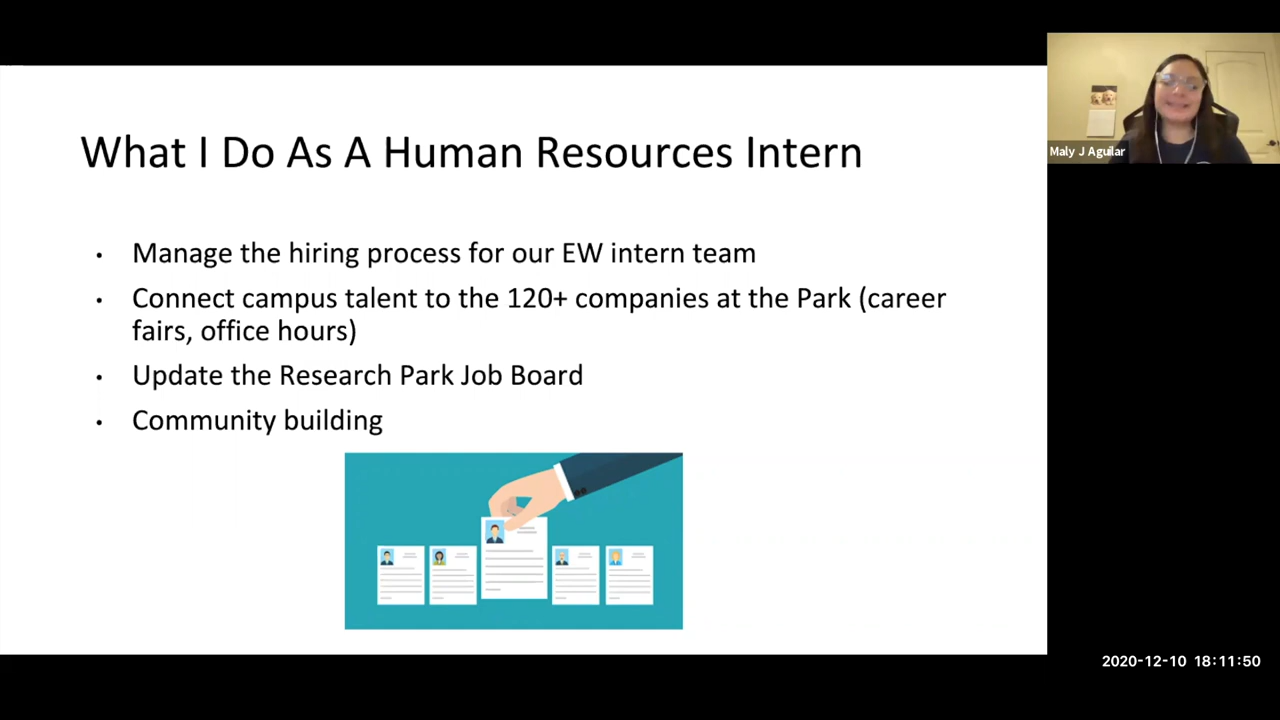 What I Do As A Human Resources Intern
• Manage the hiring process for our EW intern team
• Connect campus talent to the 120+ companies at the Park (career
fairs, office hours)
• Update the Research Park Job Board
• Community building
Maly J Aguilar
2020-12-10 18:11:50